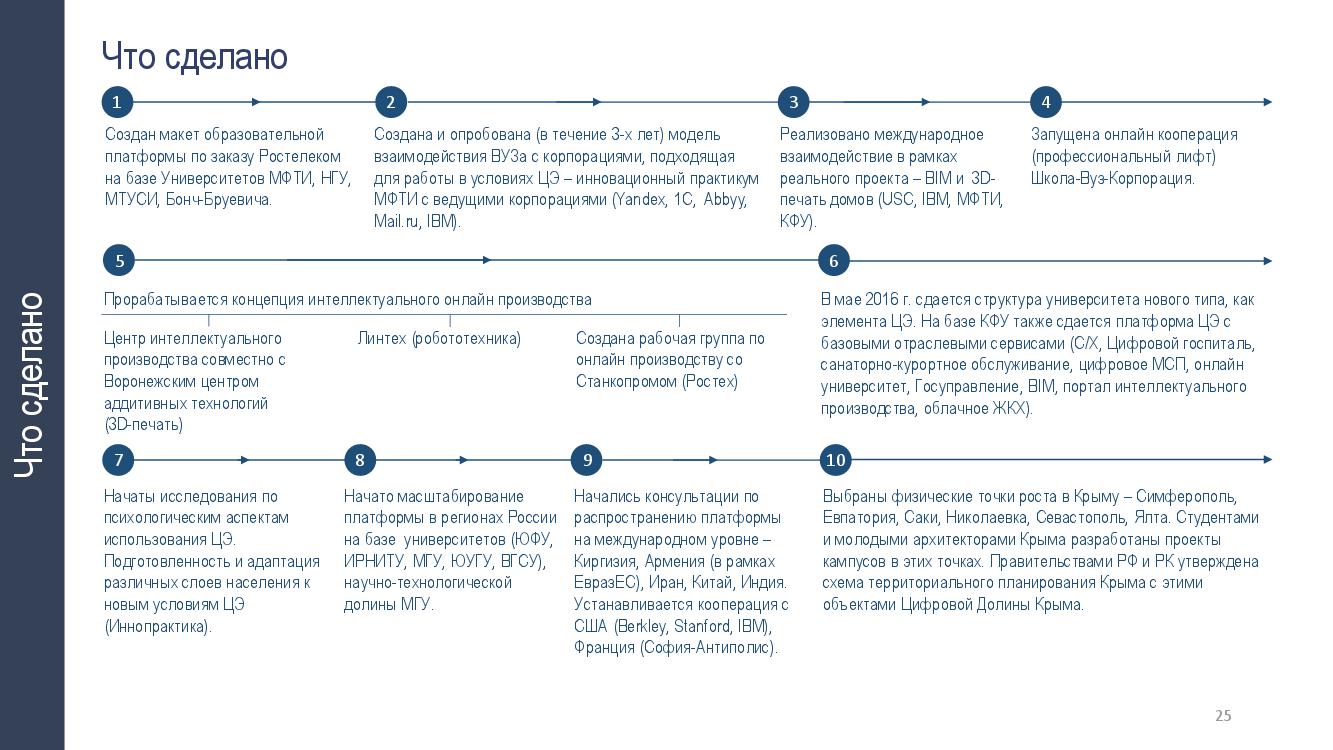 Что сделано
Что сделано
1
Создан макет образовательной
платформы по заказу Ростелеком
на базе Университетов МФТИ, НГУ,
МТУСИ, Бонч-Бруевича.
2
Создана и опробована (в течение 3-х лет) модель
взаимодействия ВУЗа с корпорациями, подходящая
для работы в условиях ЦЭ – инновационный практикум
МФТИ с ведущими корпорациями (Yandex, 1C, Abbyy,
Mail.ru, IBM).
3
Реализовано международное
взаимодействие в рамках
реального проекта – BIM и 3D-
печать домов (USC, IBM, МФТИ,
КФУ).
4
Запущена онлайн кооперация
(профессиональный лифт)
Школа-Вуз-Корпорация.
5
Прорабатывается концепция интеллектуального онлайн производства
Центр интеллектуального
производства совместно с
Воронежским центром
аддитивных технологий
(3D-печать)
Линтех (робототехника)
Создана рабочая группа по
онлайн производству со
Станкопромом (Ростех)
6
В мае 2016 г. сдается структура университета нового типа, как
элемента ЦЭ. На базе КФУ также сдается платформа ЦЭ с
базовыми отраслевыми сервисами (С/Х, Цифровой госпиталь,
санаторно-курортное обслуживание, цифровое МСП, онлайн
университет, Госуправление, BIM, портал интеллектуального
производства, облачное ЖКХ).
7
Начаты исследования по
психологическим аспектам
использования ЦЭ.
Подготовленность и адаптация
различных слоев населения к
новым условиям ЦЭ
(Иннопрактика).
8
Начато масштабирование
платформы в регионах России
на базе университетов (ЮФУ,
ИРНИТУ, МГУ, ЮУГУ, ВГСУ),
научно-технологической
долины МГУ.
9
Начались консультации по
распространению платформы
на международном уровне –
Киргизия, Армения (в рамках
ЕвразЕС), Иран, Китай, Индия.
Устанавливается кооперация с
США (Berkley, Stanford, IBM),
Франция (София-Антиполис).
10
Выбраны физические точки роста в Крыму – Симферополь,
Евпатория, Саки, Николаевка, Севастополь, Ялта. Студентами
и молодыми архитекторами Крыма разработаны проекты
кампусов в этих точках. Правительствами РФ и РК утверждена
схема территориального планирования Крыма с этими
объектами Цифровой Долины Крыма.
25